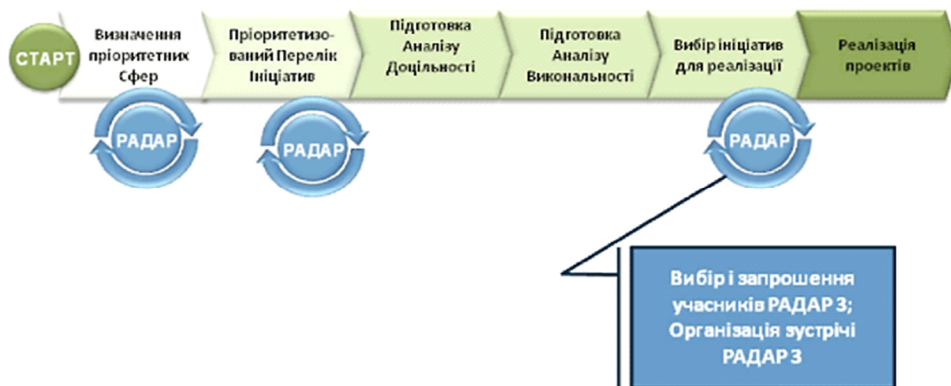 СТАРТ
Визначення
пріоритетних
Сфер
Пріоритетизо-
ваний Перелік
Ініціатив
Підготовка
Аналізу
Доцільності
Підготовка
Аналізу
Викональності
Вибір ініціатив
для реалізації
Реалізація
проектів
РАДАР
РАДАР
РАДАР
Вибір і запрошення
учасників РАДАР 3;
Організація зустрічі
РАДАР 3